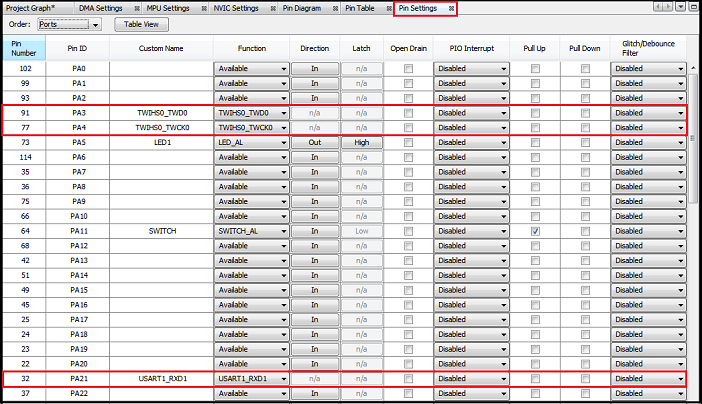 Project Graph* DMA Settings MPU Settings NVIC Settings Pin Diagram Pin Table Pin Settings
Order: Ports Table View
Pin Number Pin ID Custom Name Function Direction Latch Open Drain PIO Interrupt Pull Up Pull Down Glitch/Debounce Filter
102 PA0 Available In n/a Disabled Disabled
99 PA1 Available In n/a Disabled Disabled
93 PA2 Available In n/a Disabled Disabled
91 PA3 TWIHS0_TWD0 TWIHS0_TWD0 n/a n/a Disabled Disabled
77 PA4 TWIHS0_TWCK0 TWIHS0_TWCK0 n/a n/a Disabled Disabled
73 PA5 LED1 LED_AL Out High Disabled Disabled
114 PA6 Available In n/a Disabled Disabled
35 PA7 Available In n/a Disabled Disabled
36 PA8 Available In n/a Disabled Disabled
75 PA9 Available In n/a Disabled Disabled
66 PA10 Available In n/a Disabled Disabled
64 PA11 SWITCH SWITCH_AL In Low Disabled Disabled
68 PA12 Available In n/a Disabled Disabled
42 PA13 Available In n/a Disabled Disabled
51 PA14 Available In n/a Disabled Disabled
49 PA15 Available In n/a Disabled Disabled
45 PA16 Available In n/a Disabled Disabled
25 PA17 Available In n/a Disabled Disabled
24 PA18 Available In n/a Disabled Disabled
23 PA19 Available In n/a Disabled Disabled
22 PA20 Available In n/a Disabled Disabled
32 PA21 USART1_RXD1 USART1_RXD1 n/a n/a Disabled Disabled
37 PA22 Available In n/a Disabled Disabled